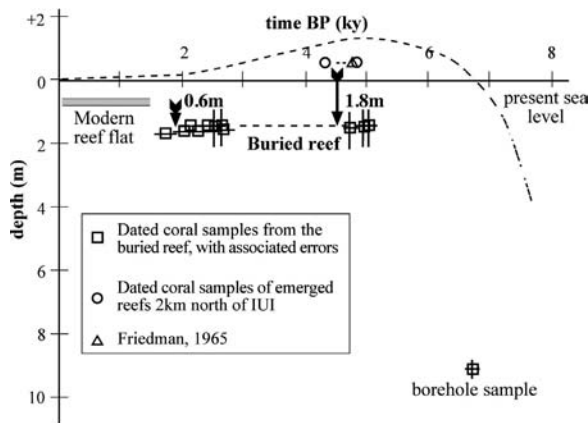 +2
time BP (ky)
2
4
6
8
0
0.6m
1.8m
present sea
level
Modern
reef flat
Buried reef
2
depth (m)
4
6
8
10
Dated coral samples from the
buried reef, with associated errors
Dated coral samples of emerged
reefs 2km north of IUI
Friedman, 1965
borehole sample